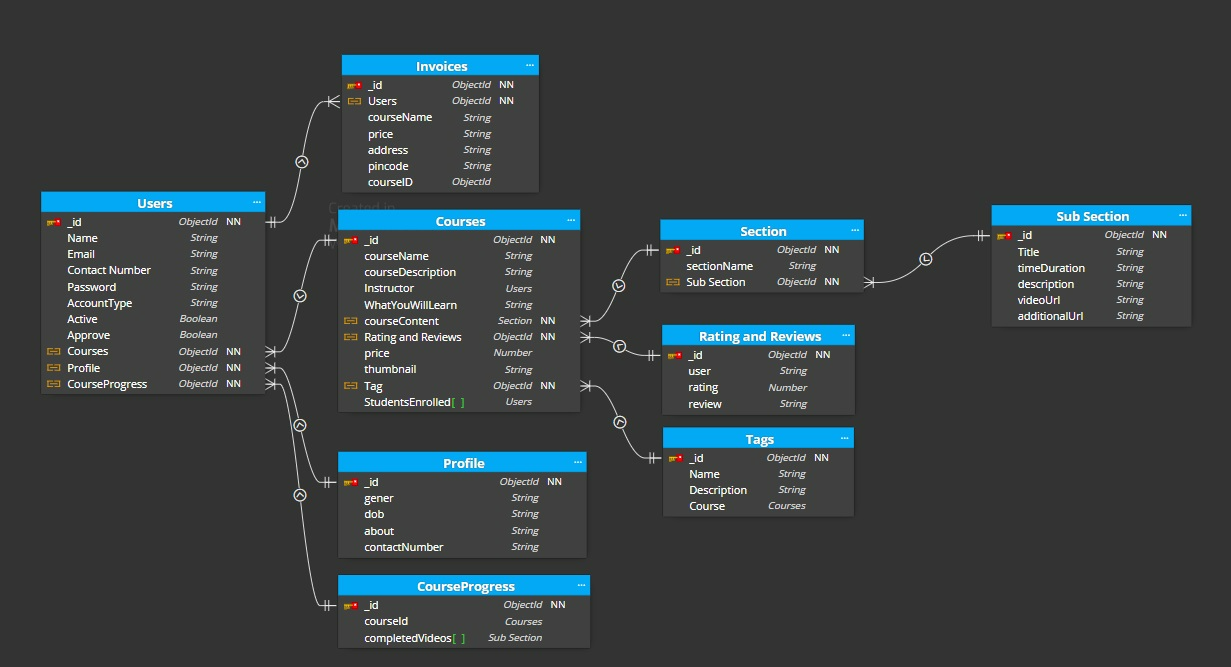 Invoices ...
_id ObjectId NN
Users ObjectId NN
courseName String
price String
address String
pincode String
courseID ObjectId
Users ...
_id ObjectId NN
Name String
Email String
Contact Number String
Password String
AccountType String
Active Boolean
Approve Boolean
Courses ObjectId NN
Profile ObjectId NN
CourseProgress ObjectId NN
Created in
Courses ...
_id ObjectId NN
courseName String
courseDescription String
Instructor Users
WhatYouWillLearn String
courseContent Section NN
Rating and Reviews ObjectId NN
price Number
thumbnail String
Tag ObjectId NN
StudentsEnrolled[ ] Users
Section ...
_id ObjectId NN
sectionName String
Sub Section ObjectId NN
Sub Section ...
_id ObjectId NN
Title String
timeDuration String
description String
videoUrl String
additionalUrl String
Rating and Reviews ...
_id ObjectId NN
user String
rating Number
review String
Tags ...
_id ObjectId NN
Name String
Description String
Course Courses
Profile ...
_id ObjectId NN
gener String
dob String
about String
contactNumber String
CourseProgress ...
_id ObjectId NN
courseId Courses
completedVideos[ ] Sub Section